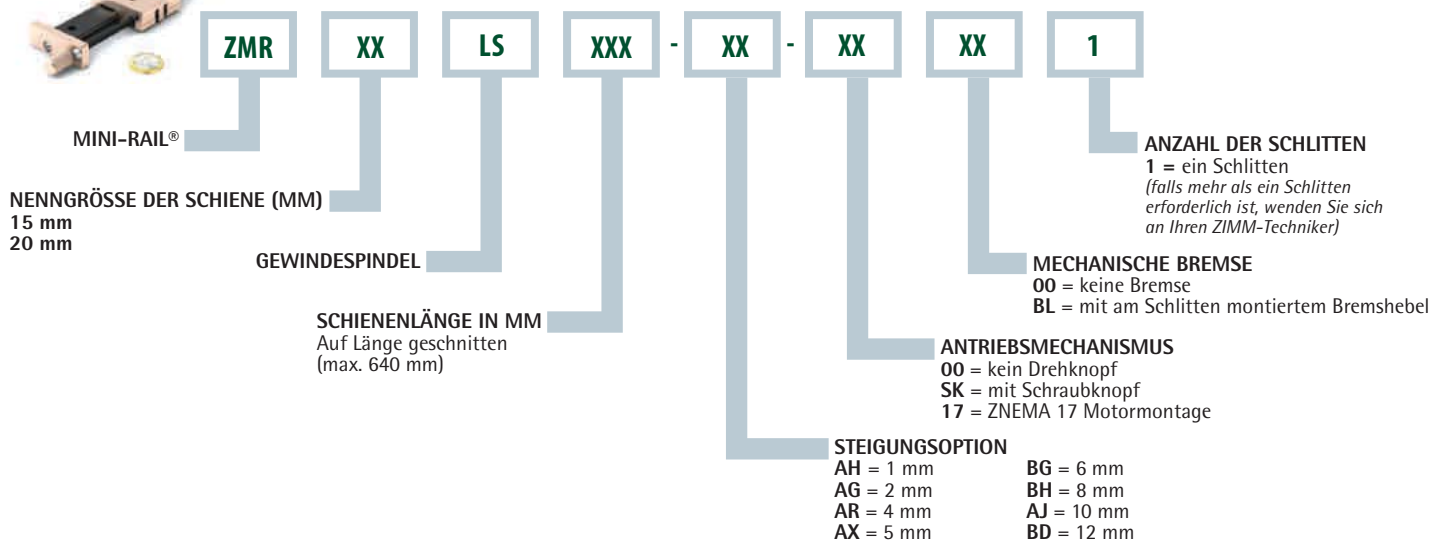 ZMR XX LS XXX - XX - XX XX 1
MINI-RAIL®
NENNGRÖSSE DER SCHIENE (MM)
15 mm
20 mm
GEWINDESPINDEL
SCHIENENLÄNGE IN MM
Auf Länge geschnitten
(max. 640 mm)
ANZAHL DER SCHLITTEN
1 = ein Schlitten
(falls mehr als ein Schlitten
erforderlich ist, wenden Sie sich
an Ihren ZIMM-Techniker)
MECHANISCHE BREMSE
00 = keine Bremse
BL = mit am Schlitten montiertem Bremshebel
ANTRIEBSMECHANISMUS
00 = kein Drehknopf
SK = mit Schraubknopf
17 = ZNEMA 17 Motormontage
STEIGUNGSOPTION
AH = 1 mm BG = 6 mm
AG = 2 mm BH = 8 mm
AR = 4 mm AJ = 10 mm
AX = 5 mm BD = 12 mm